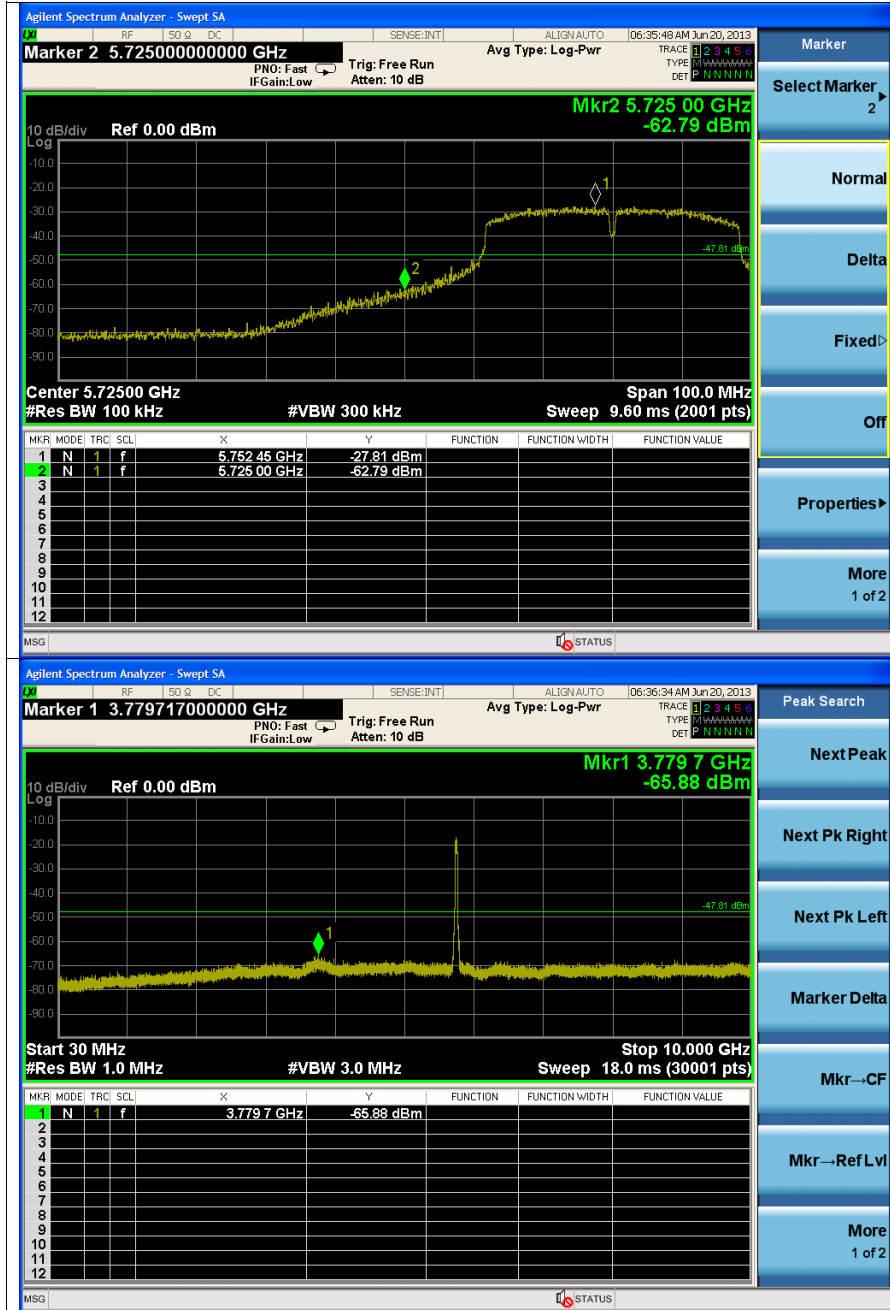 Agilent Spectrum Analyzer - Swept SA
LXI RF 50 Ω DC SENSE:INT ALIGN AUTO 06:35:48 AM Jun 20, 2013
Marker 2 5.725000000000 GHz Avg Type: Log-Pwr TRACE 1 2 3 4 5 6
PNO: Fast Trig: Free Run TYPE M WWWWW
IFGain:Low Atten: 10 dB DET P N N N N N
Mkr2 5.725 00 GHz
10 dB/div Ref 0.00 dBm -62.79 dBm
Log
-10.0
-20.0 1
-30.0
-40.0
-47.81 dBm
-50.0 2
-60.0
-70.0
-80.0
-90.0
Center 5.72500 GHz Span 100.0 MHz
#Res BW 100 kHz #VBW 300 kHz Sweep 9.60 ms (2001 pts)
MKR MODE TRC SCL X Y FUNCTION FUNCTION WIDTH FUNCTION VALUE
1 N 1 f 5.752 45 GHz -27.81 dBm
2 N 1 f 5.725 00 GHz -62.79 dBm
3
4
5
6
7
8
9
10
11
12
MSG STATUS
Marker
Select Marker
2
Normal
Delta
Fixed
Off
Properties
More
1 of 2
Agilent Spectrum Analyzer - Swept SA
LXI RF 50 Ω DC SENSE:INT ALIGN AUTO 06:36:34 AM Jun 20, 2013
Marker 1 3.779717000000 GHz Avg Type: Log-Pwr TRACE 1 2 3 4 5 6
PNO: Fast Trig: Free Run TYPE M WWWWW
IFGain:Low Atten: 10 dB DET P N N N N N
Mkr1 3.779 7 GHz
10 dB/div Ref 0.00 dBm -65.88 dBm
Log
-10.0
-20.0
-30.0
-40.0
-47.81 dBm
-50.0
-60.0 1
-70.0
-80.0
-90.0
Start 30 MHz Stop 10.000 GHz
#Res BW 1.0 MHz #VBW 3.0 MHz Sweep 18.0 ms (30001 pts)
MKR MODE TRC SCL X Y FUNCTION FUNCTION WIDTH FUNCTION VALUE
1 N 1 f 3.779 7 GHz -65.88 dBm
2
3
4
5
6
7
8
9
10
11
12
MSG STATUS
Peak Search
Next Peak
Next Pk Right
Next Pk Left
Marker Delta
Mkr→CF
Mkr→Ref Lvl
More
1 of 2